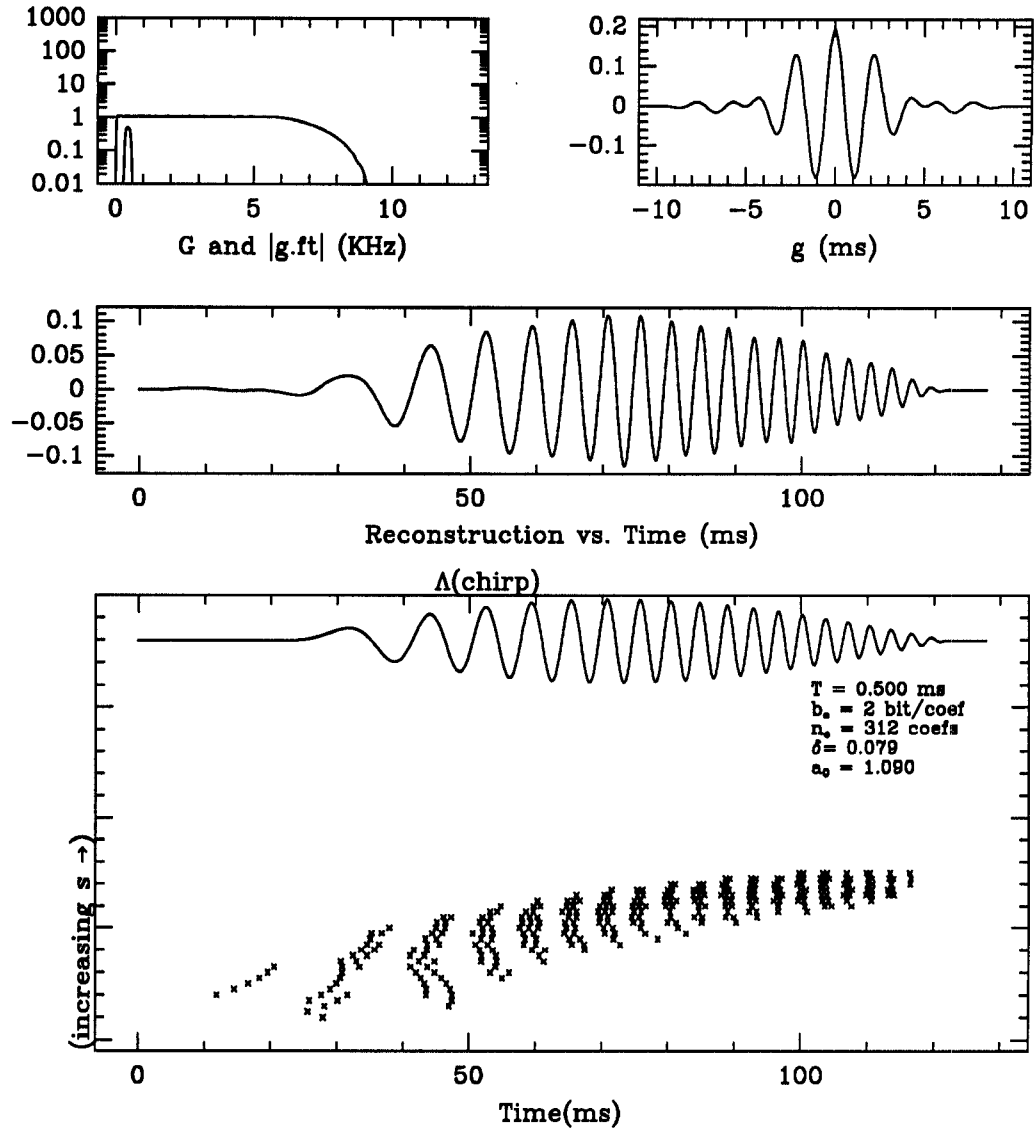 1000
100
10
1
0.1
0.01
0 5 10
G and |g.ft| (KHz)
0.2
0.1
0
−0.1
−10 −5 0 5 10
g (ms)
0.1
0.05
0
−0.05
−0.1
0 50 100
Reconstruction vs. Time (ms)
Λ(chirp)
T = 0.500 ms
bₒ = 2 bit/coef
nₒ = 312 coefs
δ= 0.079
a₀ = 1.090
(increasing s →)
0 50 100
Time(ms)